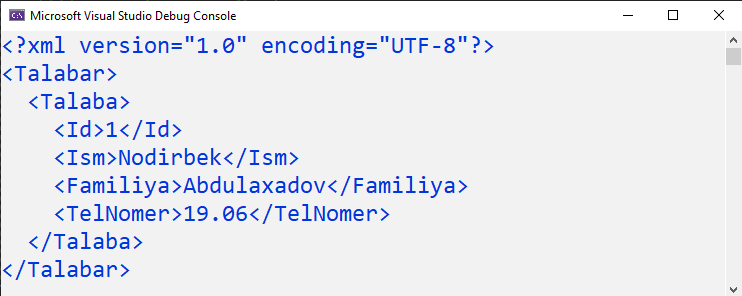 Microsoft Visual Studio Debug Console
<?xml version="1.0" encoding="UTF-8"?>
<Talabar>
  <Talaba>
    <Id>1</Id>
    <Ism>Nodirbek</Ism>
    <Familiya>Abdulaxadov</Familiya>
    <TelNomer>19.06</TelNomer>
  </Talaba>
</Talabar>